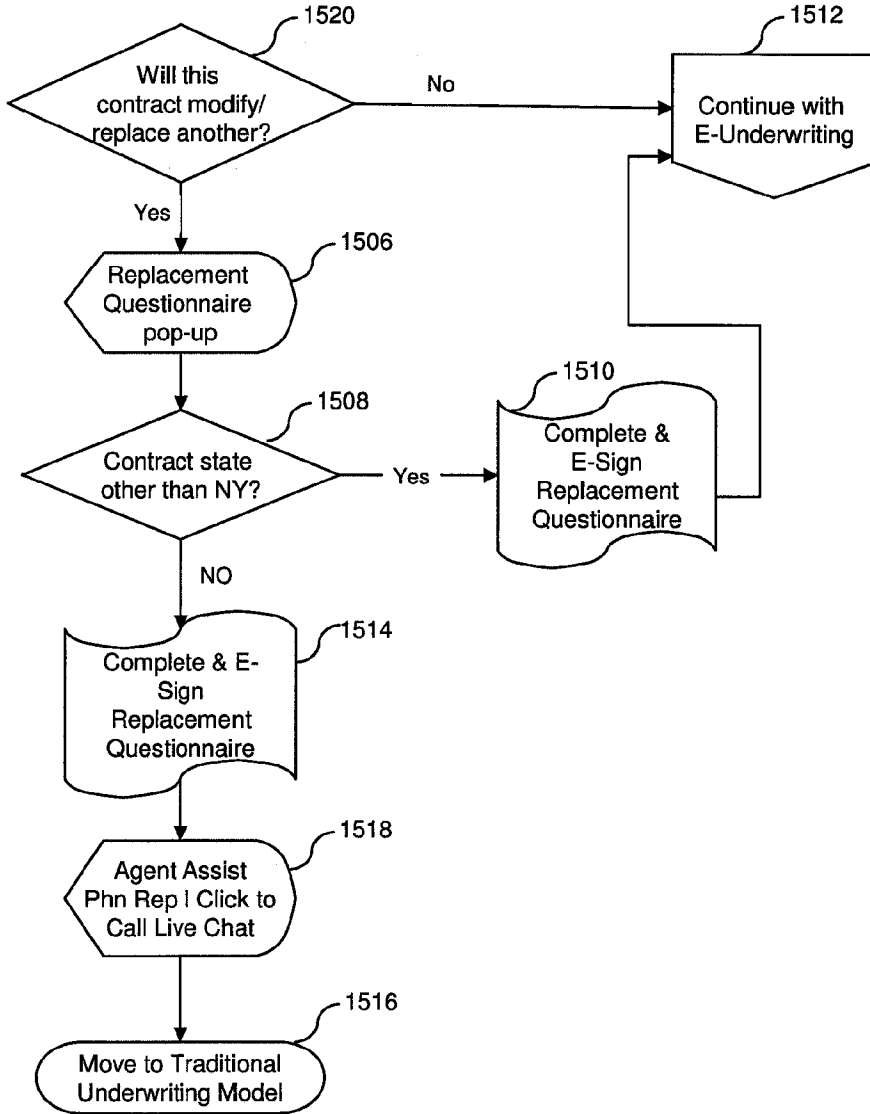 1520
1512
Will this
contract modify/
replace another?
No
Continue with
E-Underwriting
Yes
1506
Replacement
Questionnaire
pop-up
1508
1510
Contract state
other than NY?
Yes
Complete &
E-Sign
Replacement
Questionnaire
NO
1514
Complete & E-
Sign
Replacement
Questionnaire
1518
Agent Assist
Phn Rep | Click to
Call Live Chat
1516
Move to Traditional
Underwriting Model